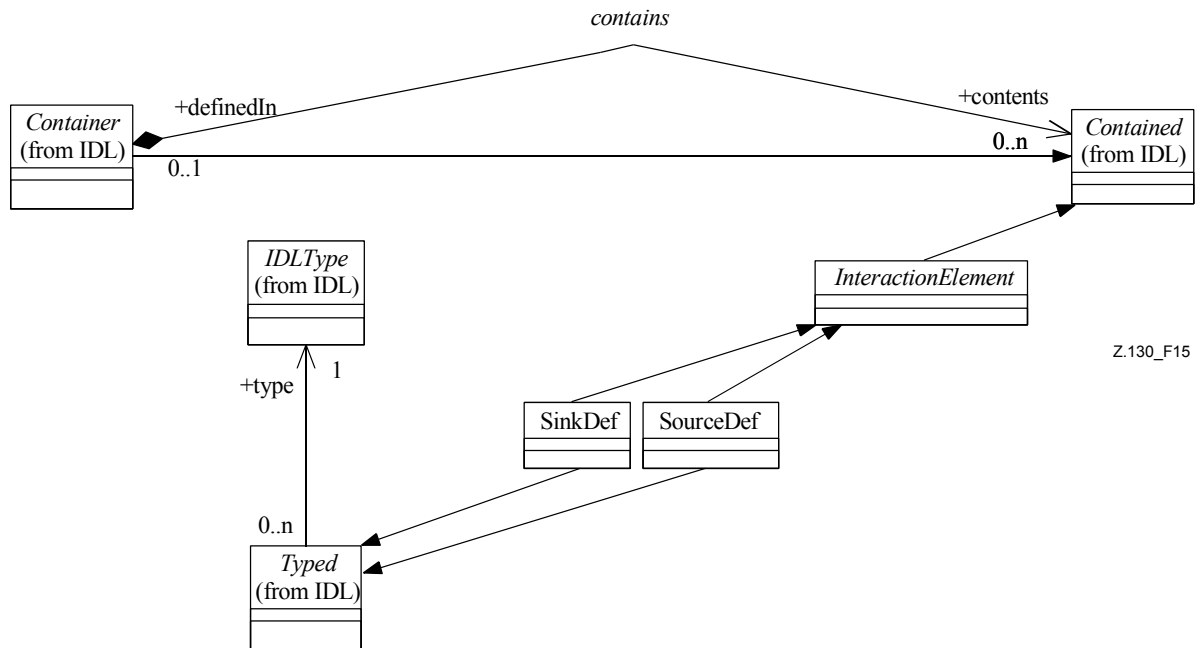 contains
+definedIn
+contents
Container
(from IDL)
0..1
0..n
Contained
(from IDL)
IDLType
(from IDL)
InteractionElement
Z.130_F15
1
+type
SinkDef
SourceDef
0..n
Typed
(from IDL)